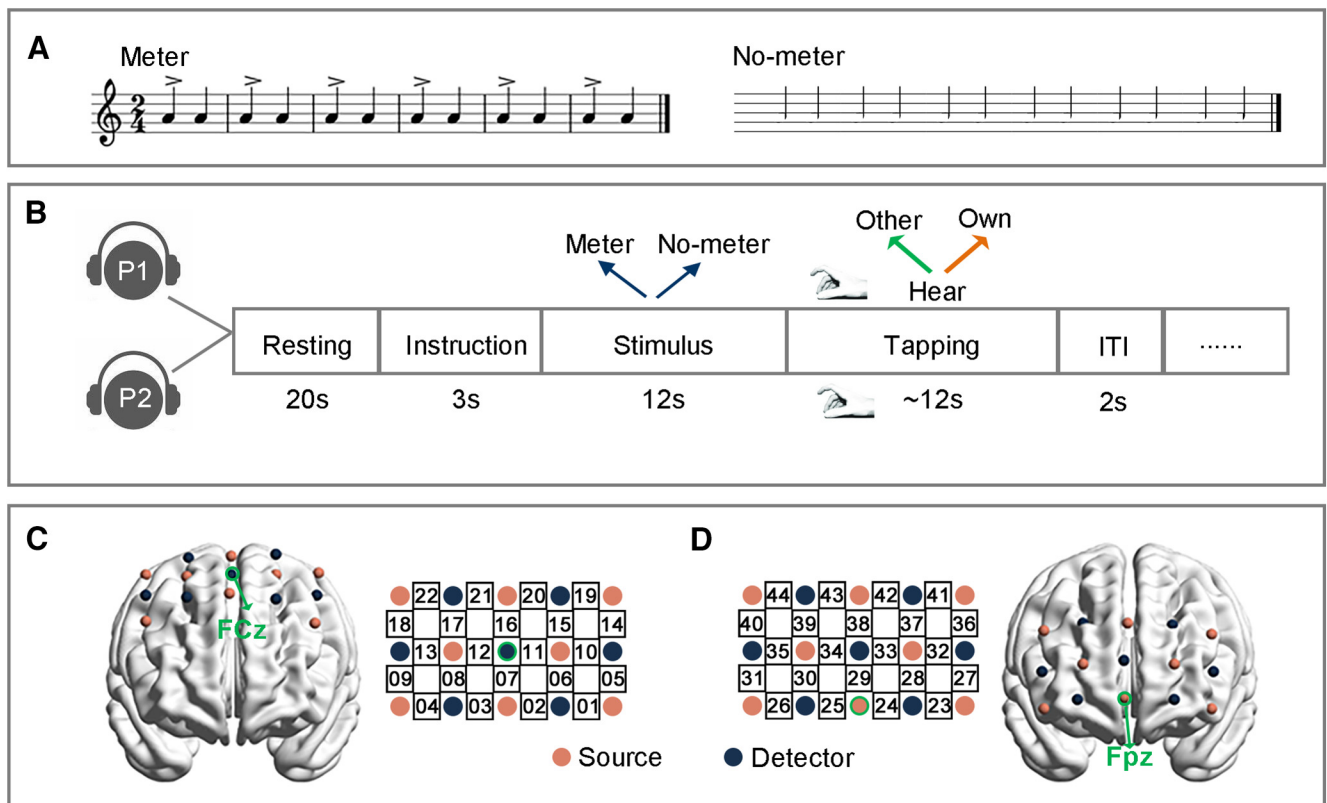 A
Meter
No-meter
> > > > > >
2
4
B
Other Own
Meter No-meter
P1
Hear
Resting Instruction Stimulus Tapping ITI ......
P2
20s 3s 12s ~12s 2s
C
D
22 21 20 19
18 17 16 15 14
13 12 11 10
09 08 07 06 05
04 03 02 01
FCz
44 43 42 41
40 39 38 37 36
35 34 33 32
31 30 29 28 27
26 25 24 23
Fpz
Source Detector